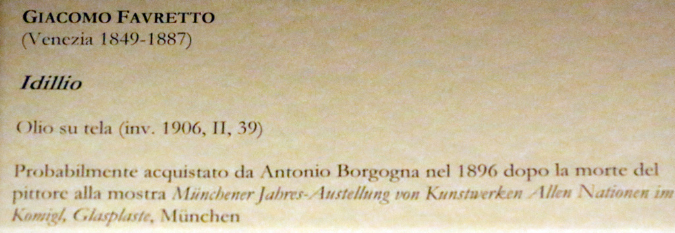 GIACOMO FAVRETTO
(Venezia 1849-1887)
Idillio
Olio su tela (inv. 1906, II, 39)
Probabilmente acquistato da Antonio Borgogna nel 1896 dopo la morte del
pittore alla mostra Münchener Jahres-Austellung von Kunstwerken Allen Nationen im
Komigl, Glasplaste, München